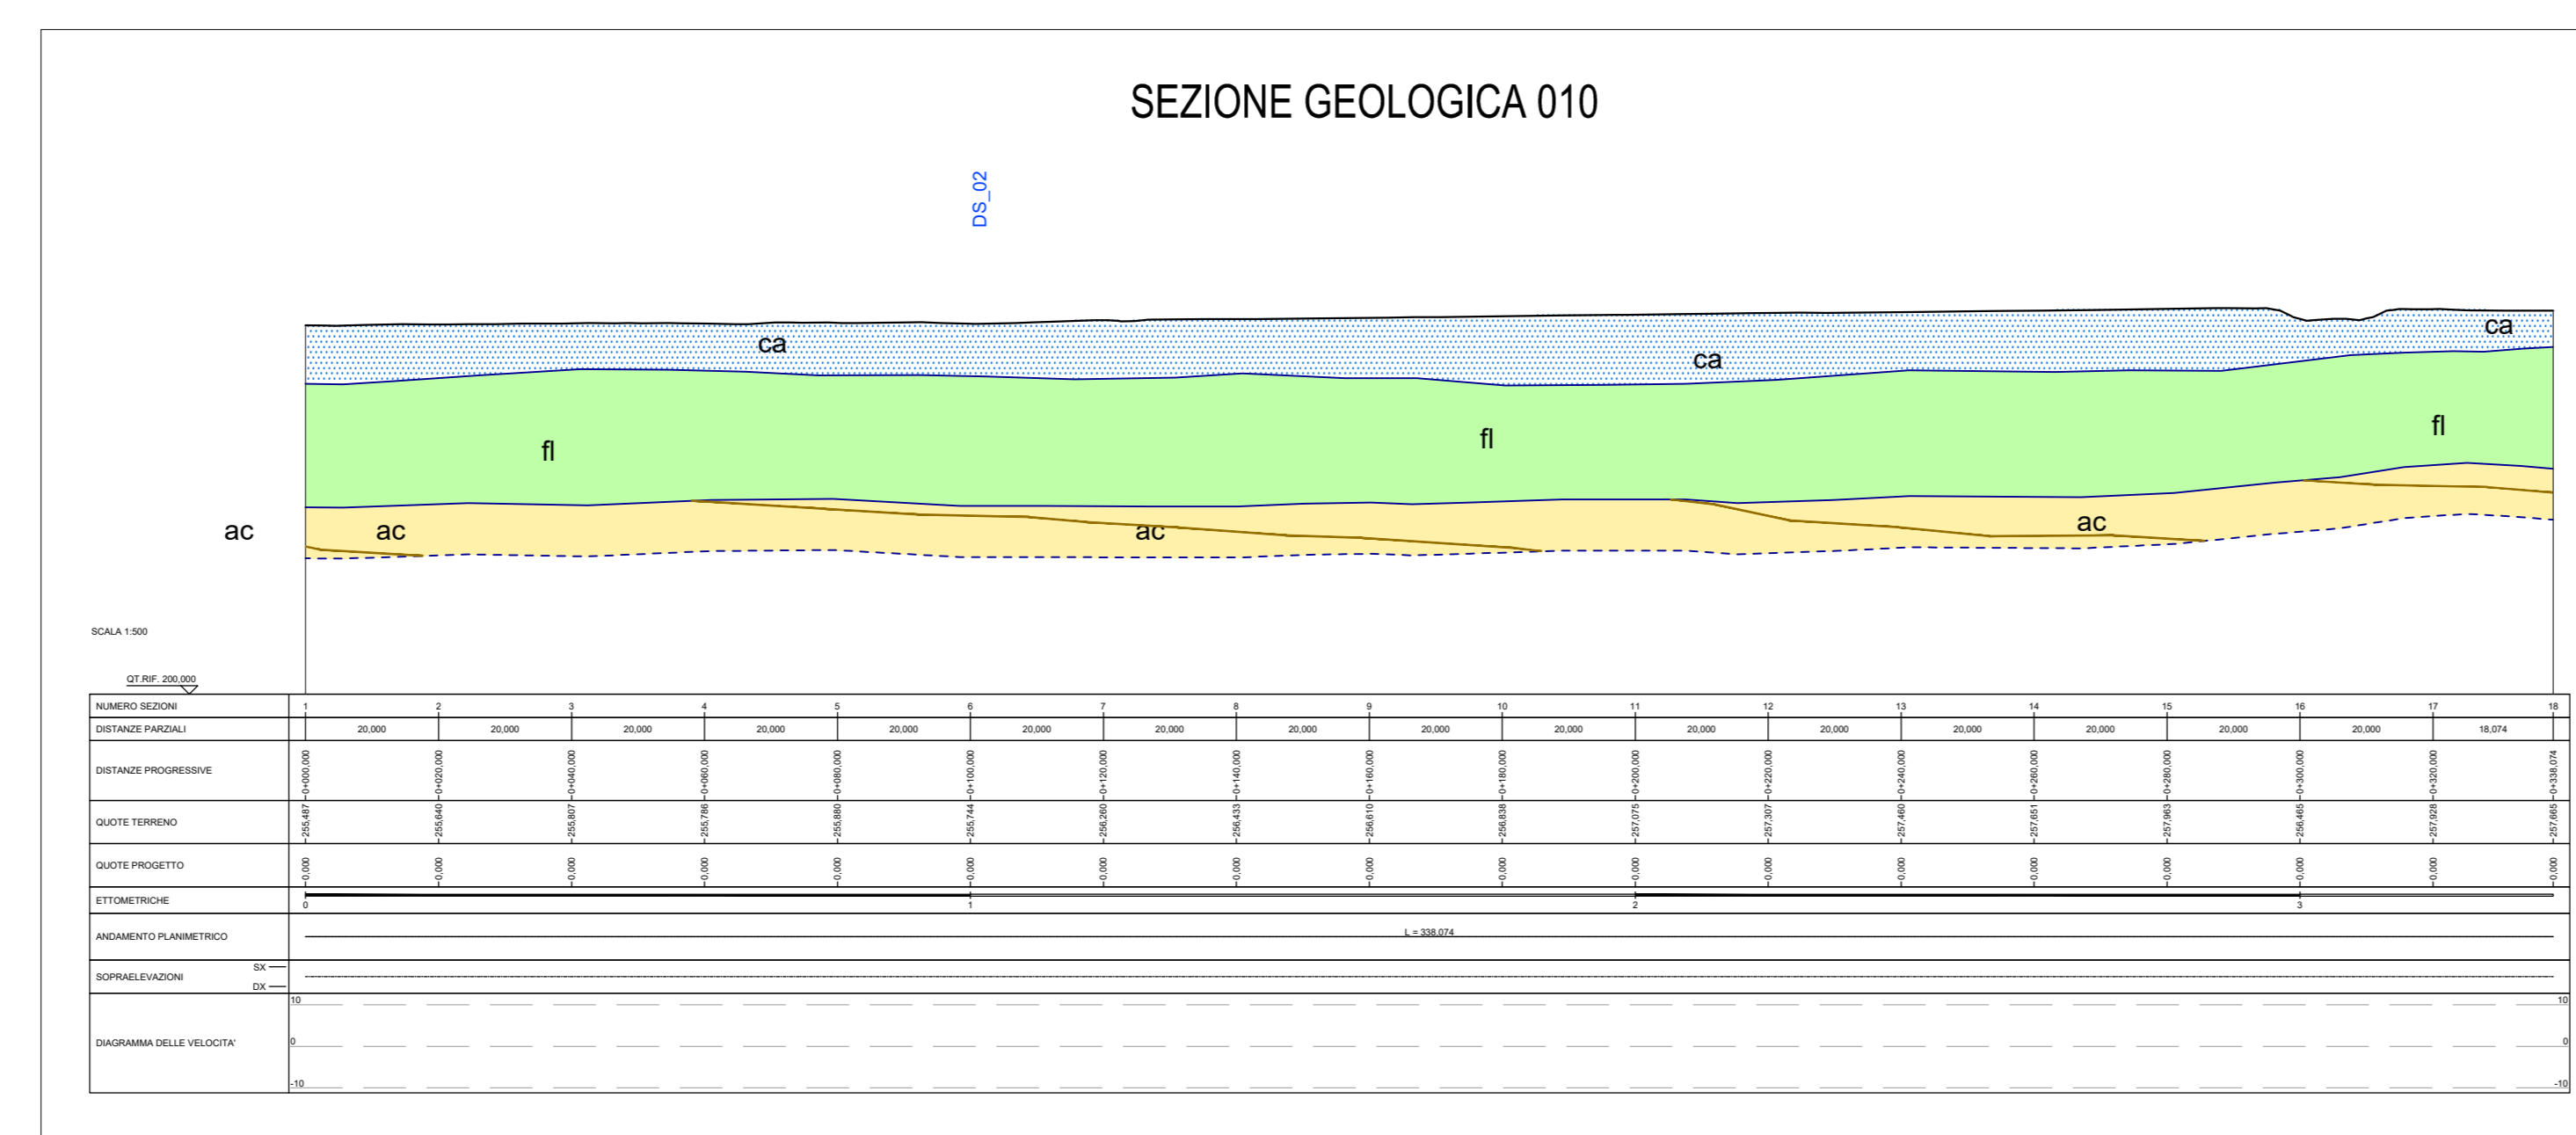 SEZIONE GEOLOGICA 010
DS_02
ca
ca
ca
fl
fl
fl
ac
ac
ac
ac
SCALA 1:500
QT.RIF. 200,000
NUMERO SEZIONI 1 2 3 4 5 6 7 8 9 10 11 12 13 14 15 16 17 18
DISTANZE PARZIALI 20,000 20,000 20,000 20,000 20,000 20,000 20,000 20,000 20,000 20,000 20,000 20,000 20,000 20,000 20,000 20,000 18,074
DISTANZE PROGRESSIVE 0+000,000 0+020,000 0+040,000 0+060,000 0+080,000 0+100,000 0+120,000 0+140,000 0+160,000 0+180,000 0+200,000 0+220,000 0+240,000 0+260,000 0+280,000 0+300,000 0+320,000 0+338,074
QUOTE TERRENO 255,487 255,640 255,807 255,786 255,880 255,744 256,260 256,433 256,610 256,838 257,075 257,307 257,460 257,651 257,963 256,465 257,928 257,665
QUOTE PROGETTO 0,000 0,000 0,000 0,000 0,000 0,000 0,000 0,000 0,000 0,000 0,000 0,000 0,000 0,000 0,000 0,000 0,000 0,000
ETTOMETRICHE 0 1 2 3
ANDAMENTO PLANIMETRICO L = 338,074
SOPRAELEVAZIONI SX
DX
10 10
DIAGRAMMA DELLE VELOCITA' 0 0
-10 -10